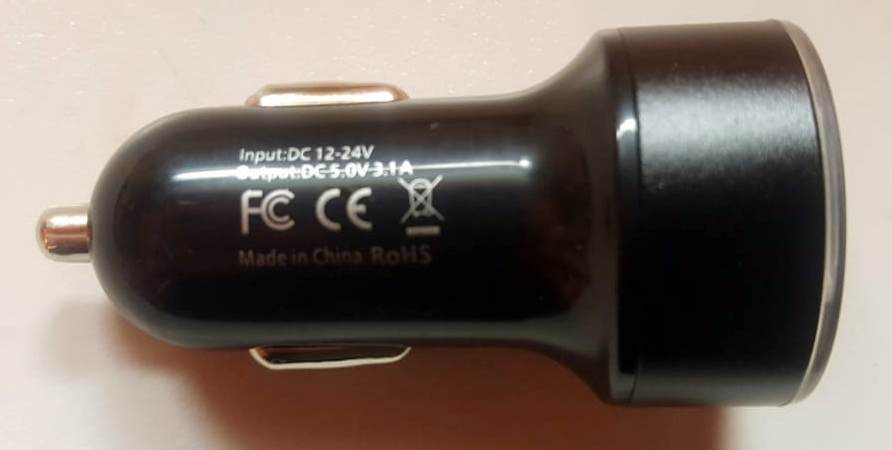 Input:DC 12-24V
Output:DC 5.0V 3.1A
FC CE
Made in China RoHS